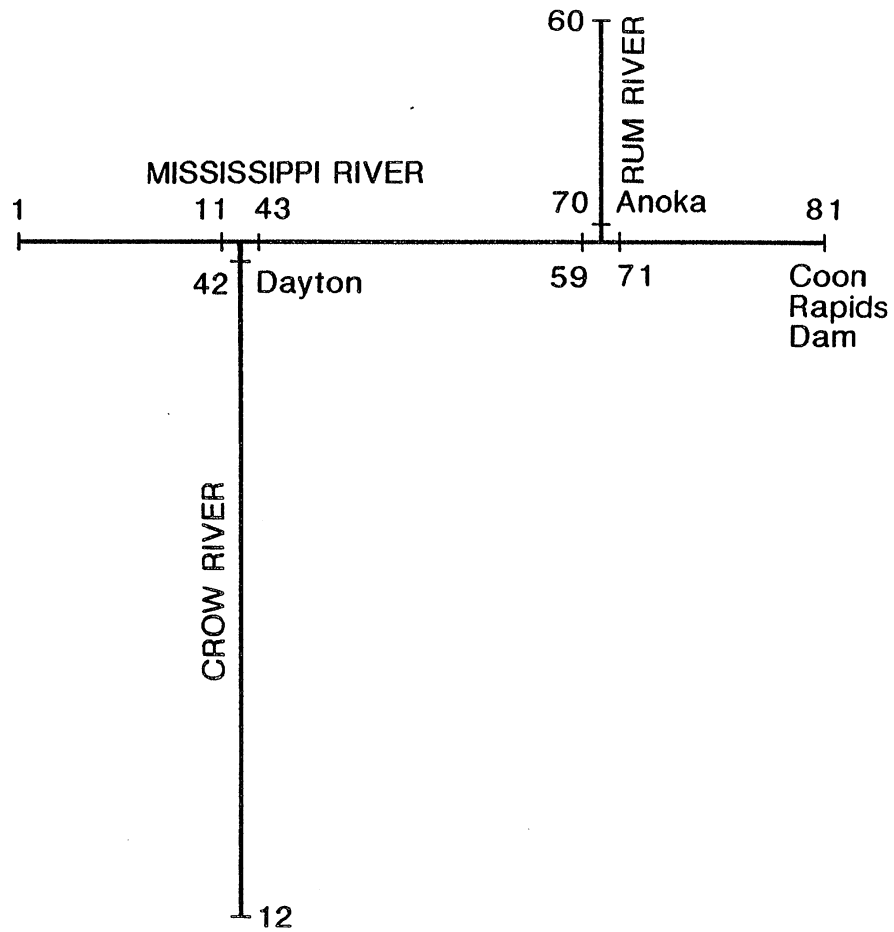 60
RUM RIVER
MISSISSIPPI RIVER
1
11
43
70
Anoka
81
42
Dayton
59
71
Coon
Rapids
Dam
CROW RIVER
12